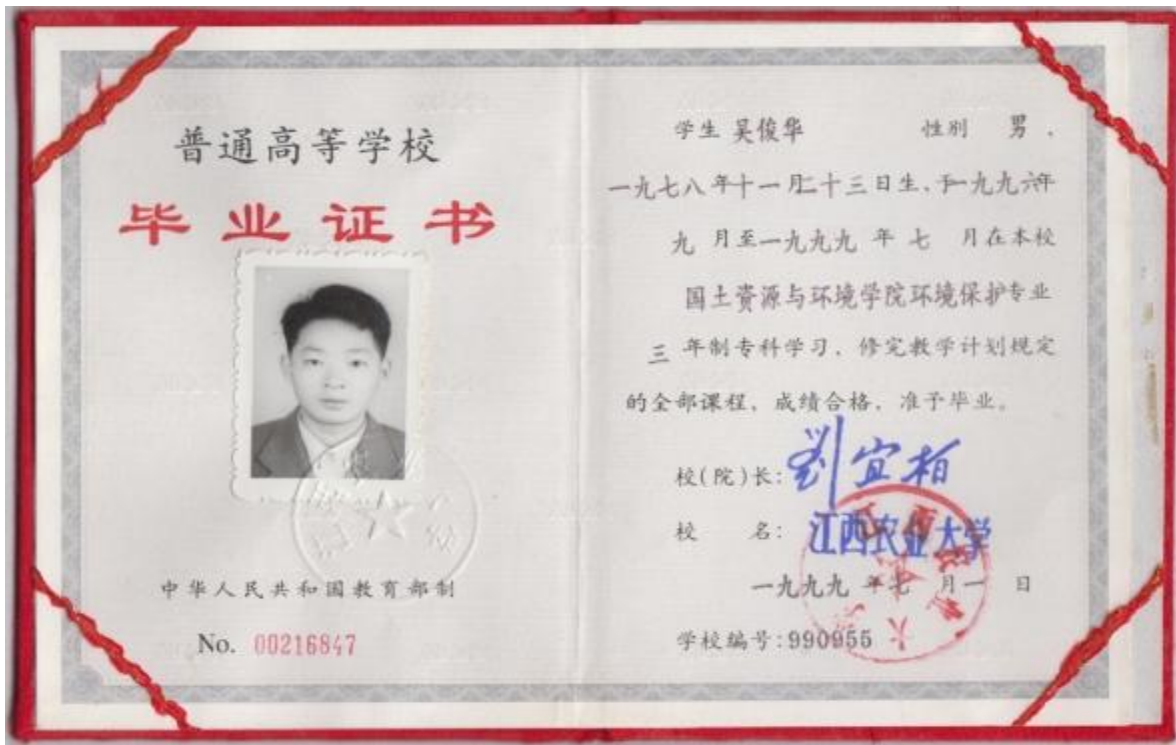 普通高等学校
毕业证书
中华人民共和国教育部制
No. 00216847
学生 吴俊华 性别 男 ,
一九七八年十一月二十三日生、于一九九六年
九 月至一九九九 年 七 月在本校
国土资源与环境学院环境保护专业
三 年制专科学习、修完教学计划规定
的全部课程、成绩合格、准予毕业。
校(院)长: 劉宜柏
校 名: 江西农业大学
一九九九 年七 月一 日
学校编号:990955